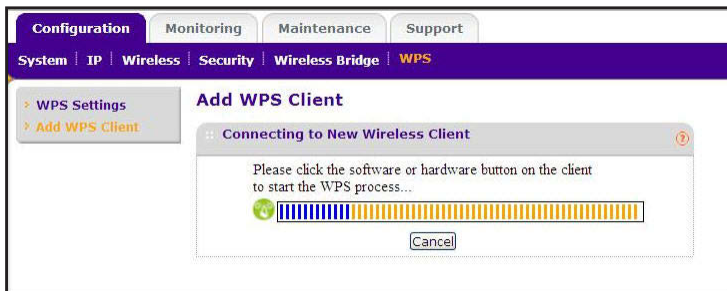 Configuration Monitoring Maintenance Support
System IP Wireless Security Wireless Bridge WPS
WPS Settings
Add WPS Client
Add WPS Client
Connecting to New Wireless Client ?
Please click the software or hardware button on the client
to start the WPS process...
Cancel